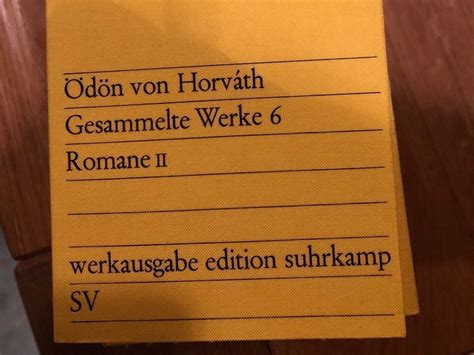 Ödön von Horváth
Gesammelte Werke 6
Romane II
werkausgabe edition suhrkamp
SV